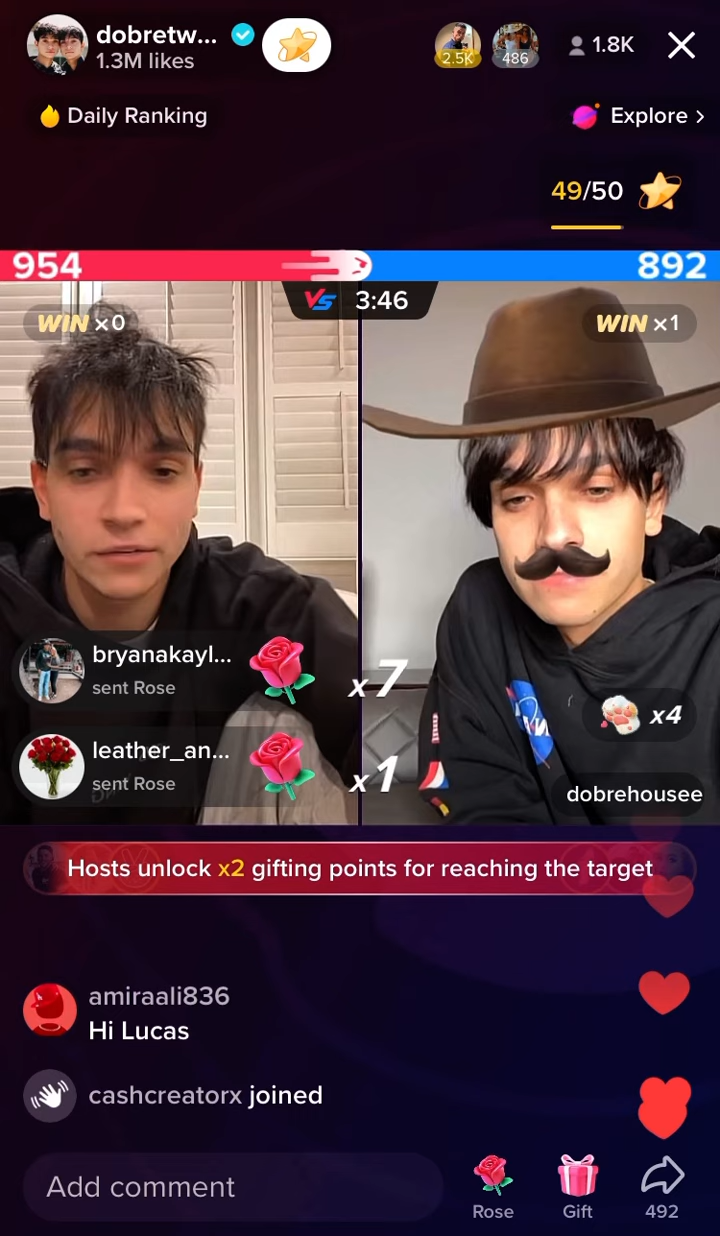 dobretw...
1.3M likes
2.5K
486
1.8K
Daily Ranking
Explore >
49/50
954
892
VS 3:46
WIN x0
WIN x1
bryanakayl...
sent Rose
x7
leather_an...
sent Rose
x1
x4
dobrehousee
Hosts unlock x2 gifting points for reaching the target
amiraali836
Hi Lucas
cashcreatorx joined
Add comment
Rose
Gift
492